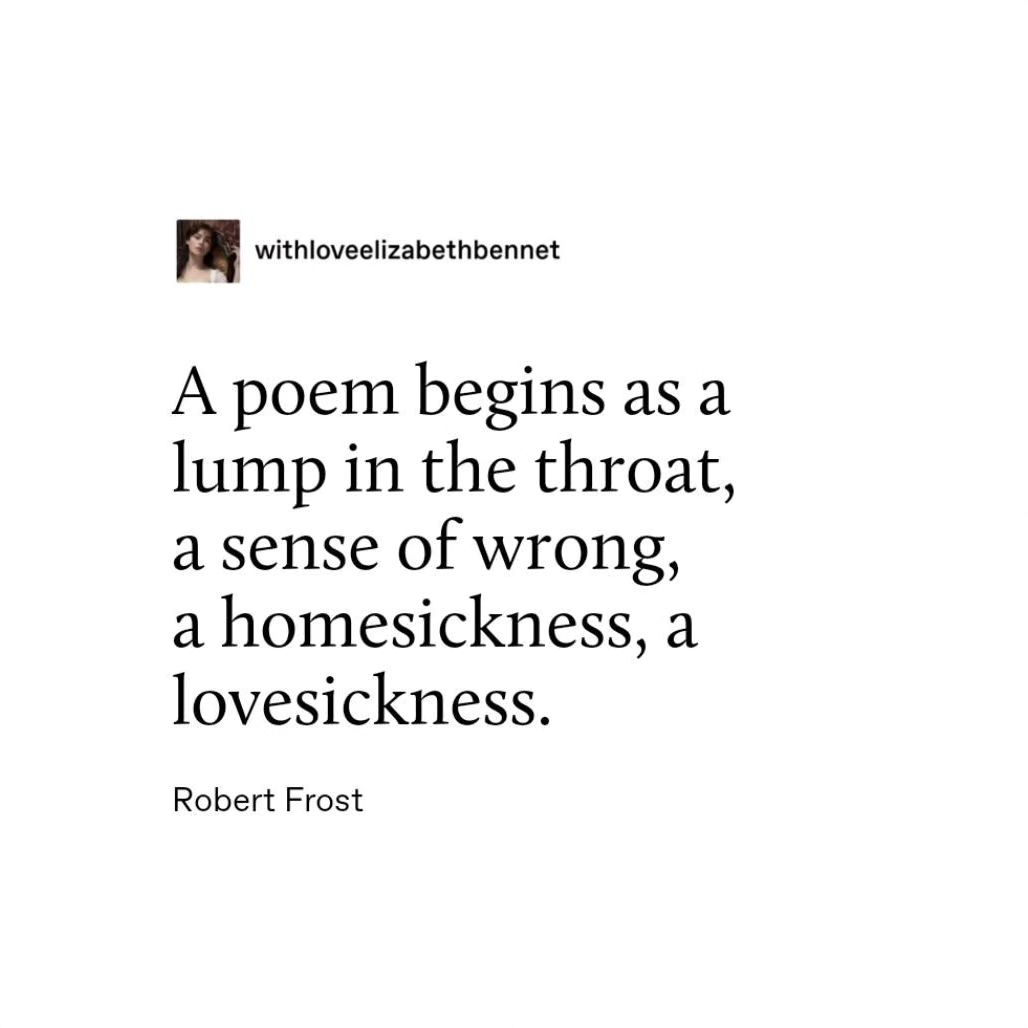 withloveelizabethbennet
A poem begins as a
lump in the throat,
a sense of wrong,
a homesickness, a
lovesickness.
Robert Frost